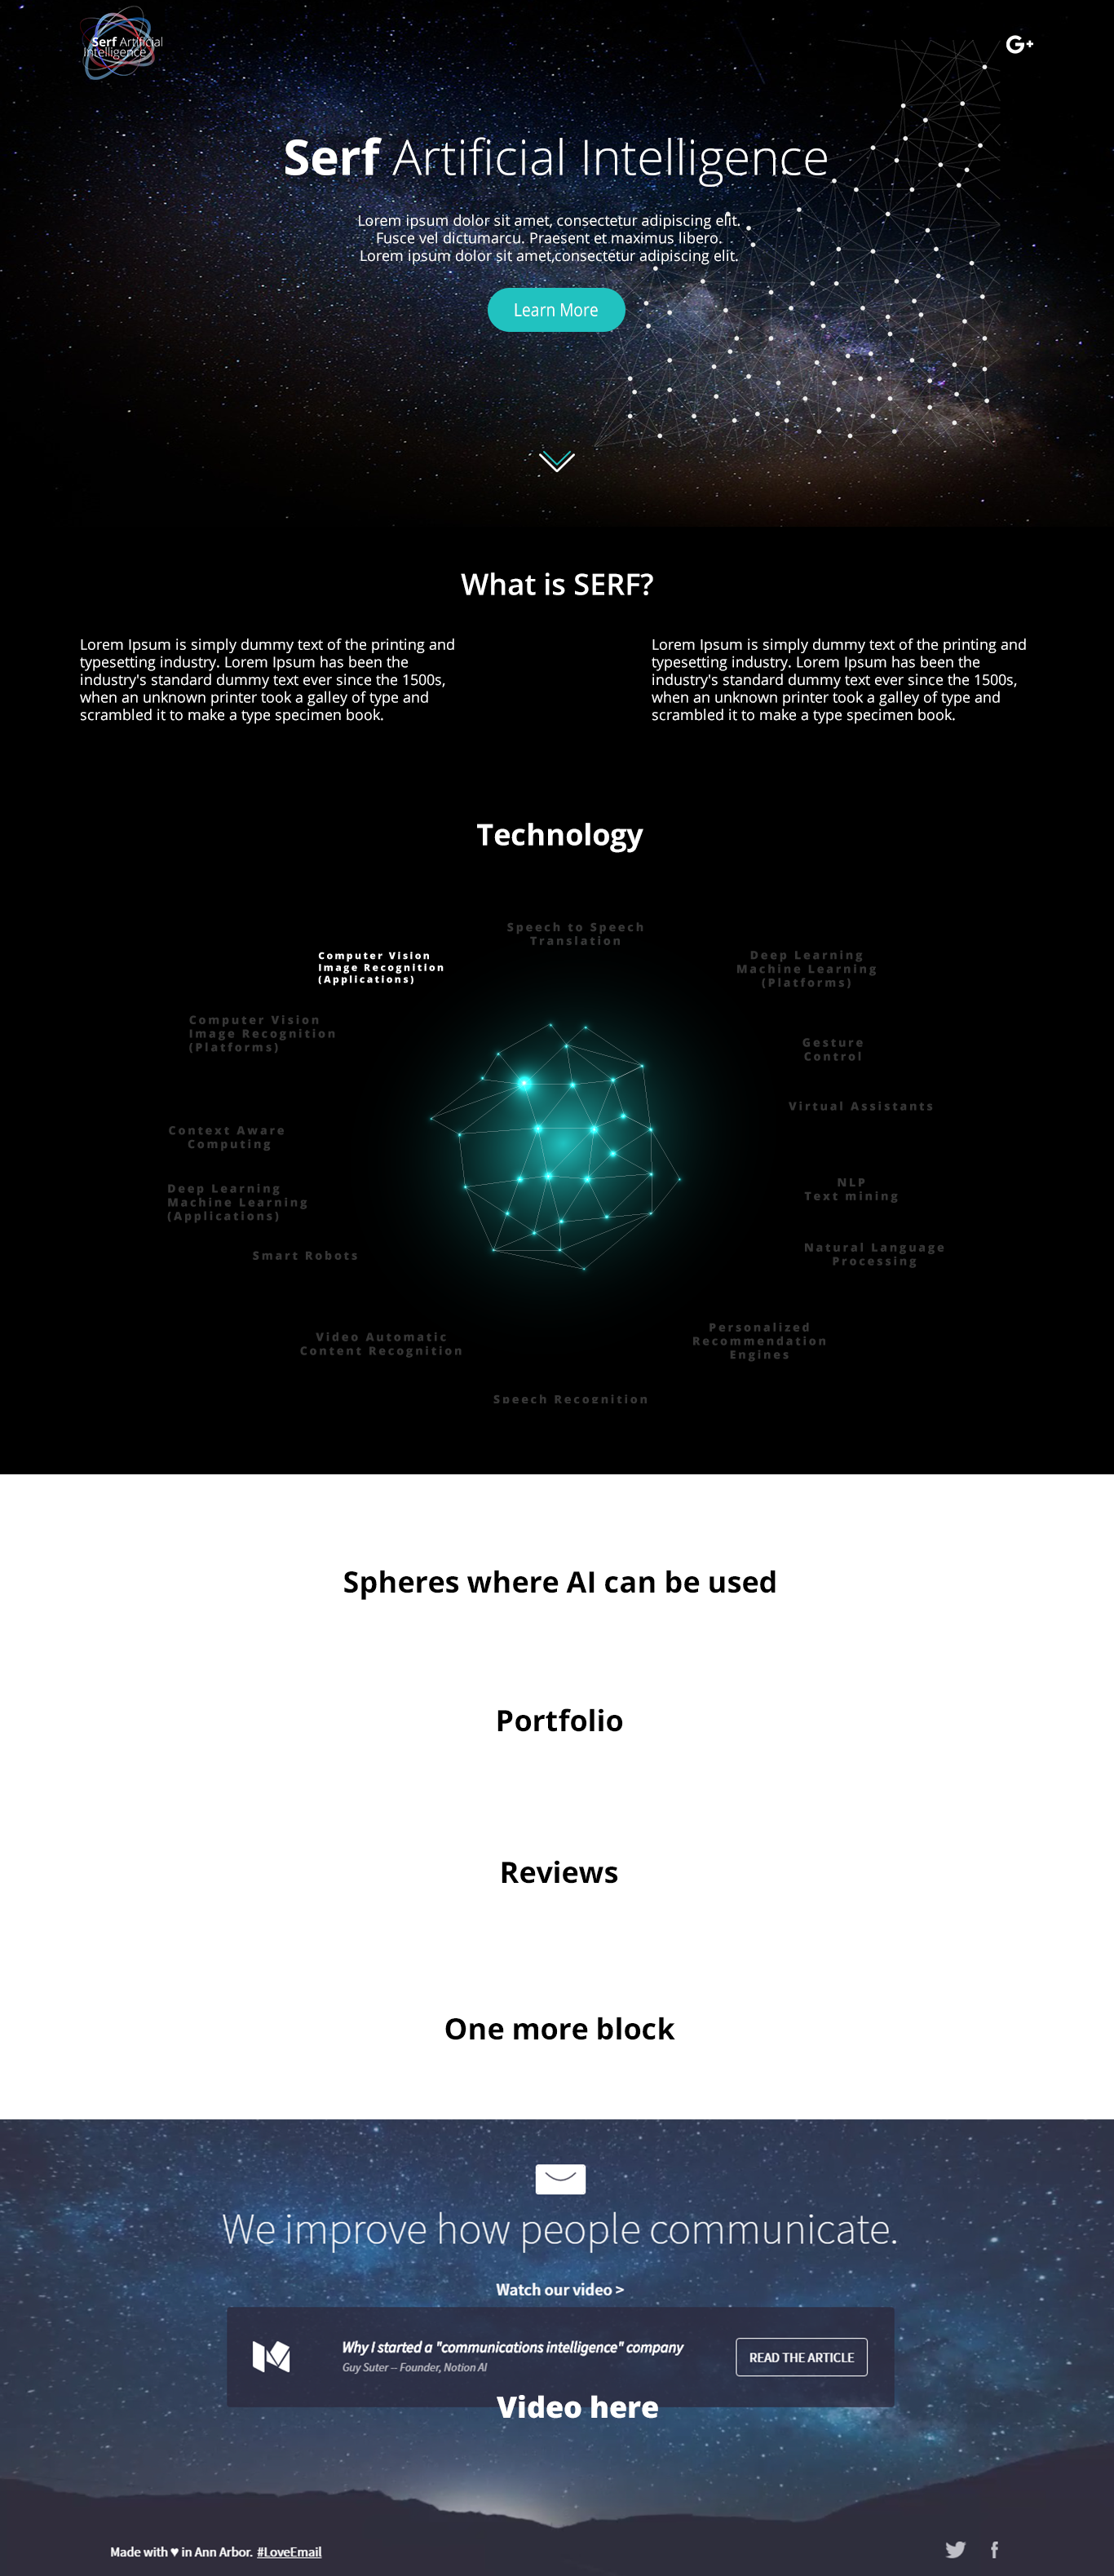 Serf Artificial
Intelligence
G+
Serf Artificial Intelligence
Lorem ipsum dolor sit amet, consectetur adipiscing elit.
Fusce vel dictumarcu. Praesent et maximus libero.
Lorem ipsum dolor sit amet,consectetur adipiscing elit.
Learn More
What is SERF?
Lorem Ipsum is simply dummy text of the printing and
typesetting industry. Lorem Ipsum has been the
industry's standard dummy text ever since the 1500s,
when an unknown printer took a galley of type and
scrambled it to make a type specimen book.
Lorem Ipsum is simply dummy text of the printing and
typesetting industry. Lorem Ipsum has been the
industry's standard dummy text ever since the 1500s,
when an unknown printer took a galley of type and
scrambled it to make a type specimen book.
Technology
Speech to Speech
Translation
Computer Vision
Image Recognition
(Applications)
Deep Learning
Machine Learning
(Platforms)
Computer Vision
Image Recognition
(Platforms)
Gesture
Control
Virtual Assistants
Context Aware
Computing
NLP
Text mining
Deep Learning
Machine Learning
(Applications)
Natural Language
Processing
Smart Robots
Personalized
Recommendation
Engines
Video Automatic
Content Recognition
Speech Recognition
Spheres where AI can be used
Portfolio
Reviews
One more block
We improve how people communicate.
Watch our video >
Why I started a "communications intelligence" company
Guy Suter -- Founder, Notion AI
READ THE ARTICLE
Video here
Made with ♥ in Ann Arbor. #LoveEmail